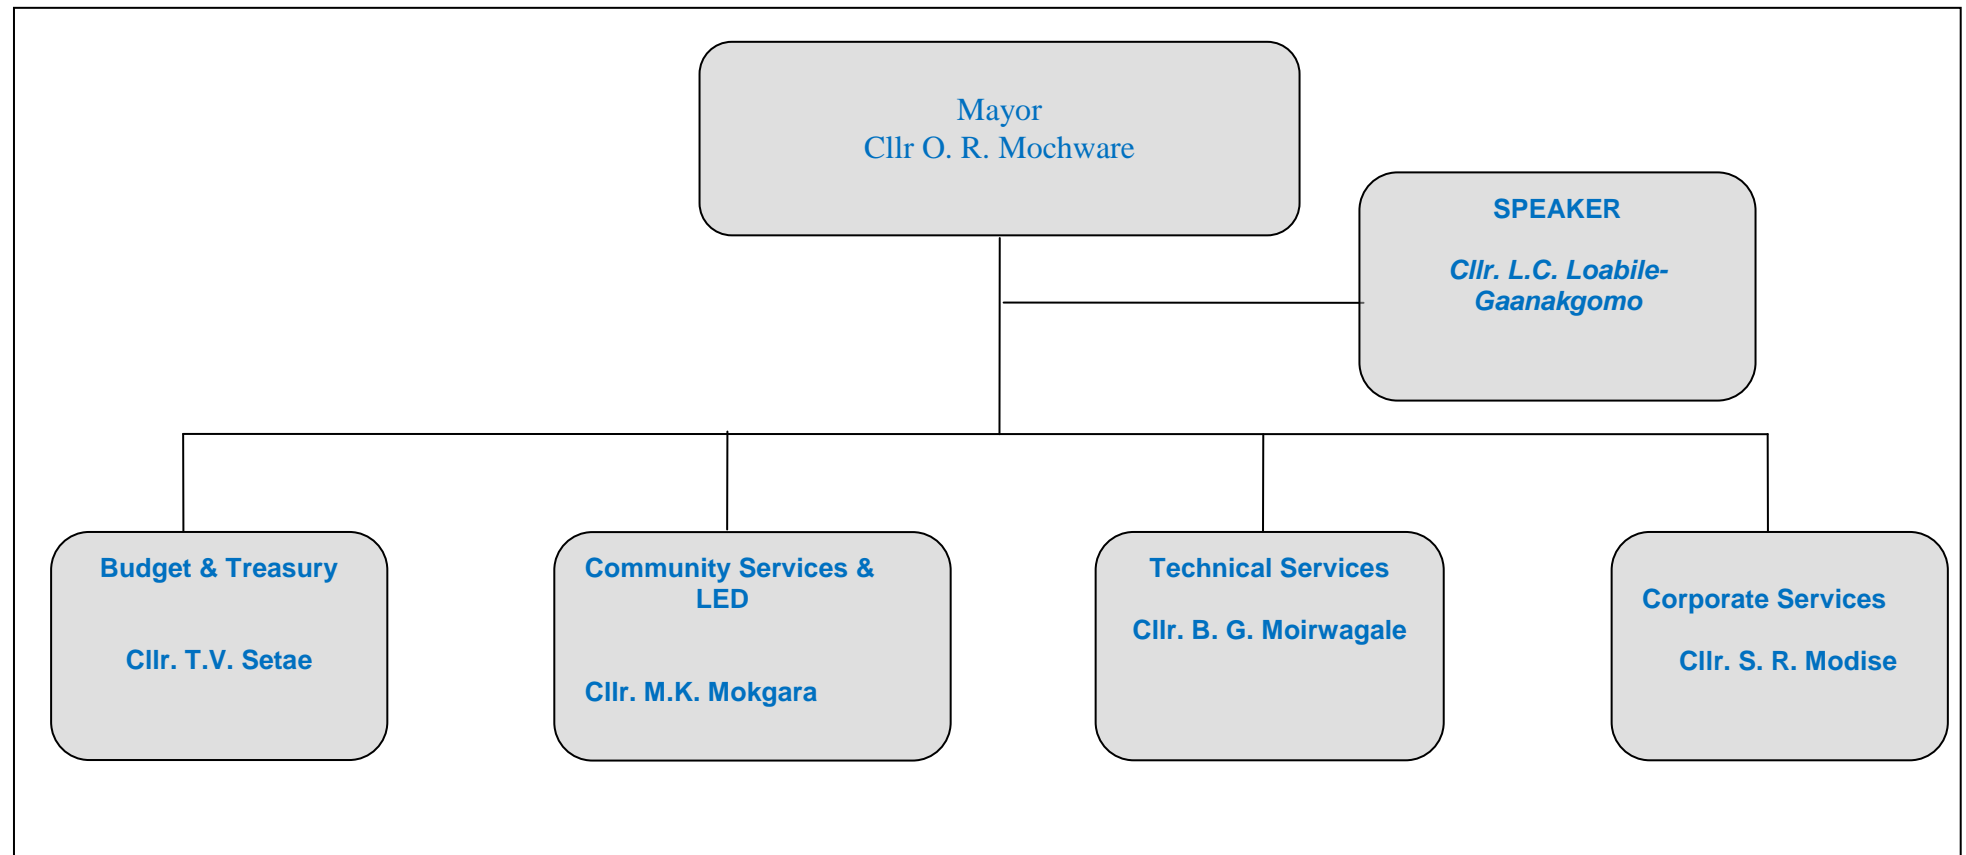 Mayor
Cllr O. R. Mochware
SPEAKER
Cllr. L.C. Loabile-
Gaanakgomo
Budget & Treasury
Cllr. T.V. Setae
Community Services &
LED
Cllr. M.K. Mokgara
Technical Services
Cllr. B. G. Moirwagale
Corporate Services
Cllr. S. R. Modise